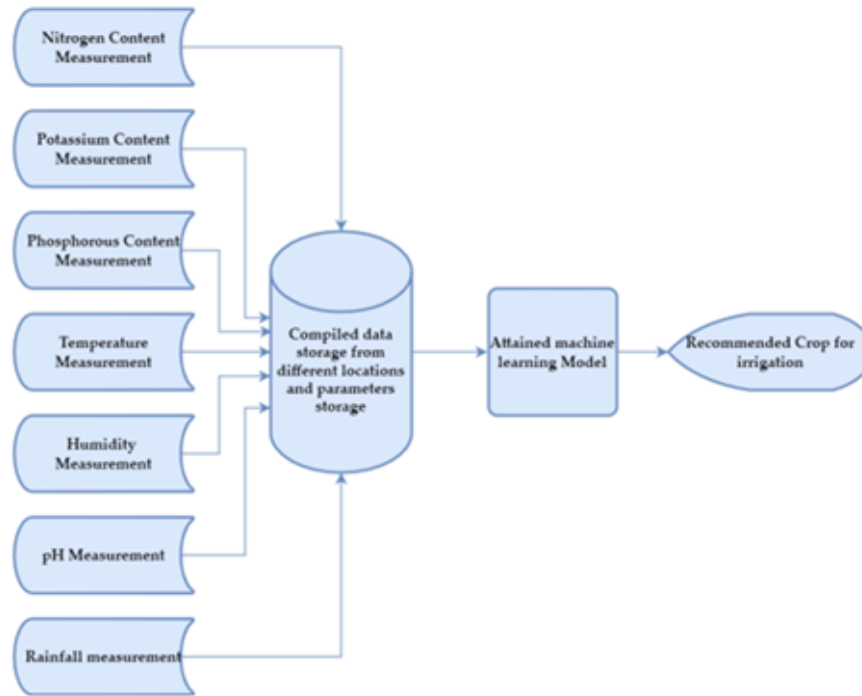 Nitrogen Content
Measurement
Potassium Content
Measurement
Phosphorous Content
Measurement
Temperature
Measurement
Humidity
Measurement
pH Measurement
Rainfall measurement
Compiled data
storage from
different locations
and parameters
storage
Attained machine
learning Model
Recommended Crop for
irrigation